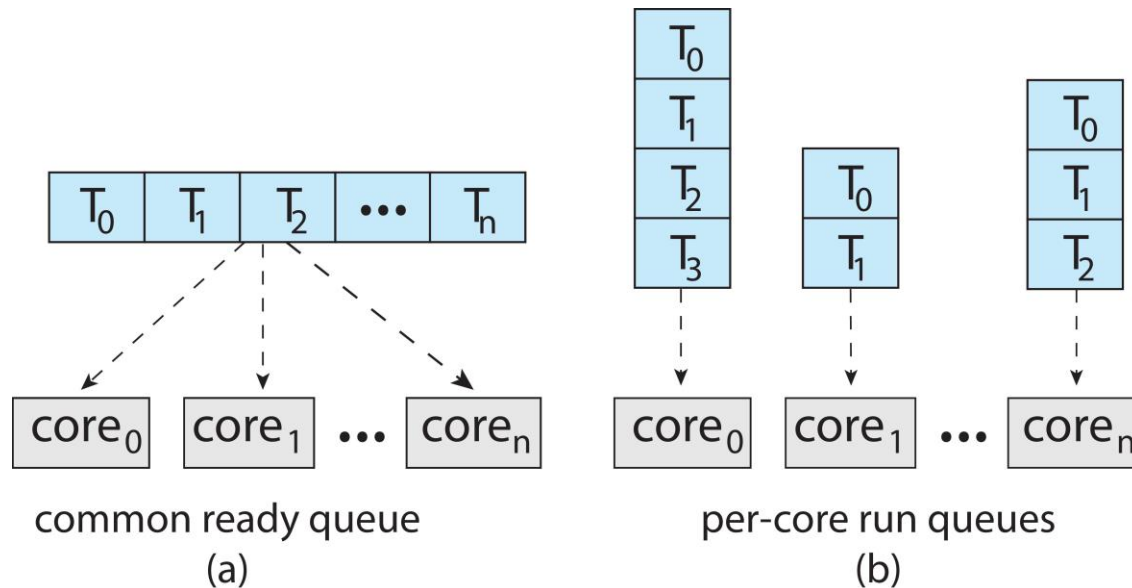 T₀ T₁ T₂ ••• Tₙ
core₀ core₁ ••• coreₙ
common ready queue
(a)
T₀
T₁
T₂
T₃
T₀
T₁
T₀
T₁
T₂
core₀ core₁ ••• coreₙ
per-core run queues
(b)